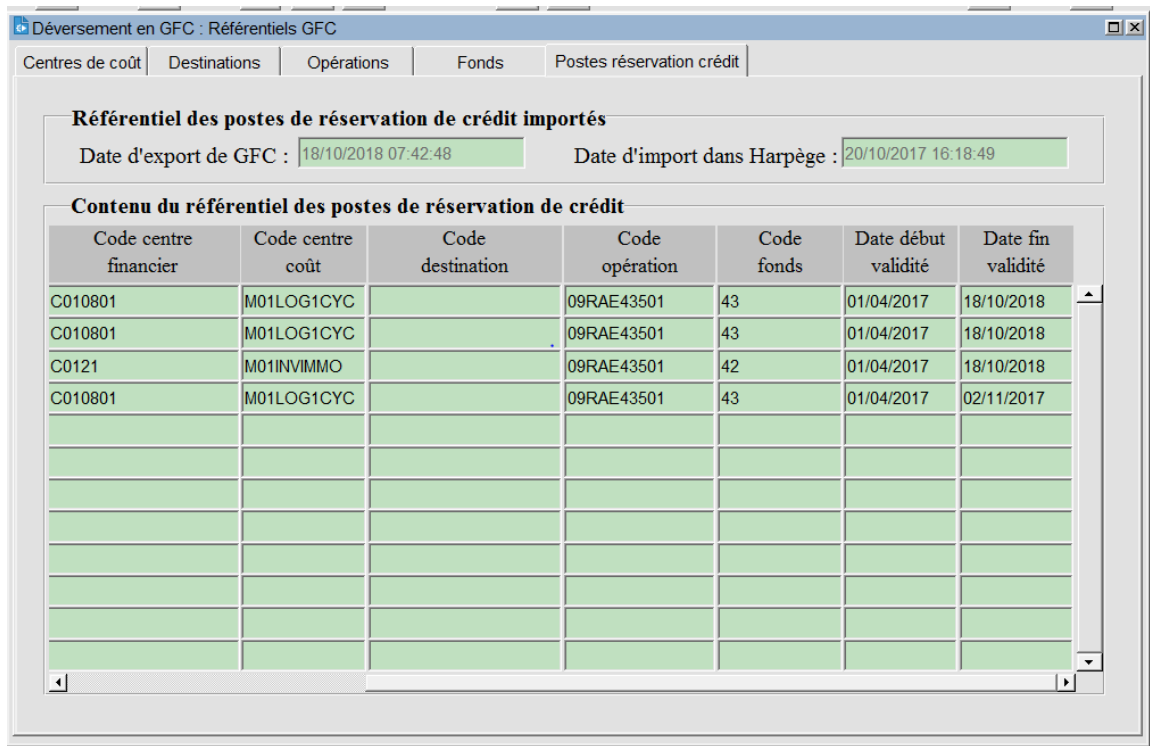 Déversement en GFC : Référentiels GFC
Centres de coût Destinations Opérations Fonds Postes réservation crédit
Référentiel des postes de réservation de crédit importés
Date d'export de GFC : 18/10/2018 07:42:48 Date d'import dans Harpège : 20/10/2017 16:18:49
Contenu du référentiel des postes de réservation de crédit
Code centre Code centre Code Code Code Date début Date fin
financier coût destination opération fonds validité validité
C010801 M01LOG1CYC 09RAE43501 43 01/04/2017 18/10/2018
C010801 M01LOG1CYC 09RAE43501 43 01/04/2017 18/10/2018
C0121 M01INVIMMO 09RAE43501 42 01/04/2017 18/10/2018
C010801 M01LOG1CYC 09RAE43501 43 01/04/2017 02/11/2017